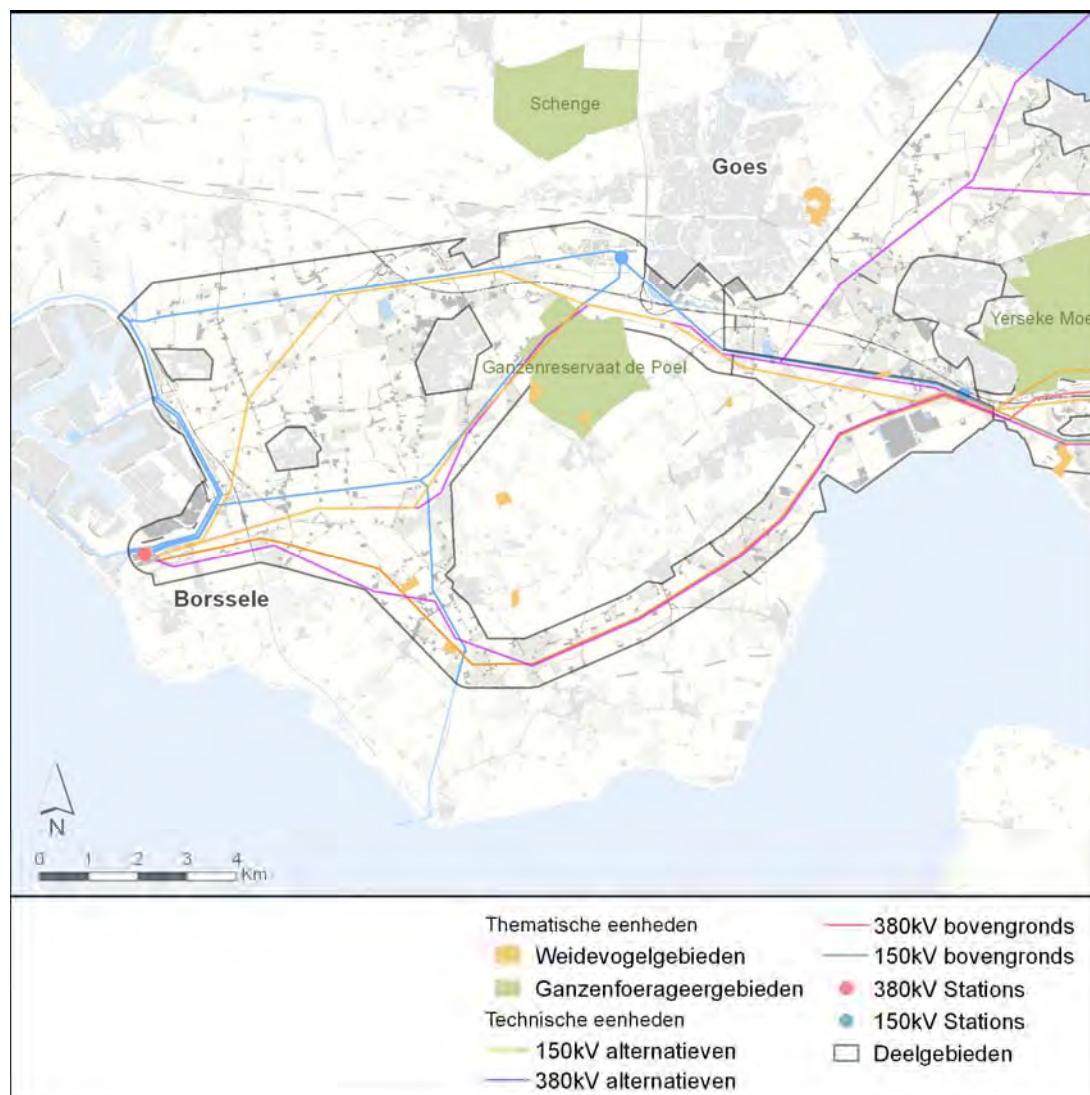 Schenge
Goes
Yerseke Moe
Ganzenreservaat de Poel
Borssele
N
0 1 2 3 4
Km
Thematische eenheden
Weidevogelgebieden
Ganzenfoerageergebieden
Technische eenheden
150kV alternatieven
380kV alternatieven
380kV bovengronds
150kV bovengronds
380kV Stations
150kV Stations
Deelgebieden